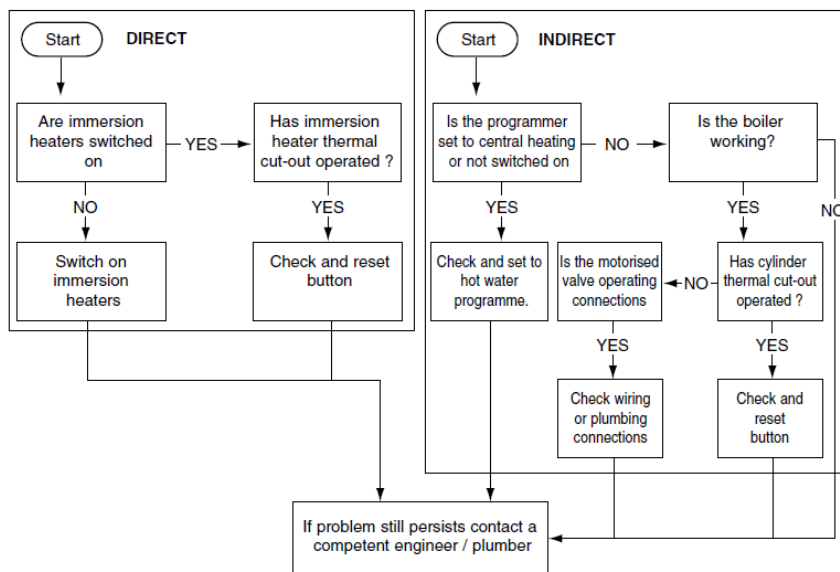 Start
DIRECT
Are immersion
heaters switched
on
YES
Has immersion
heater thermal
cut-out operated ?
NO
YES
Switch on
immersion
heaters
Check and reset
button
Start
INDIRECT
Is the programmer
set to central heating
or not switched on
NO
Is the boiler
working?
NO
YES
YES
Check and set to
hot water
programme.
Is the motorised
valve operating
connections
NO
Has cylinder
thermal cut-out
operated ?
YES
YES
Check wiring
or plumbing
connections
Check and
reset
button
If problem still persists contact a
competent engineer / plumber